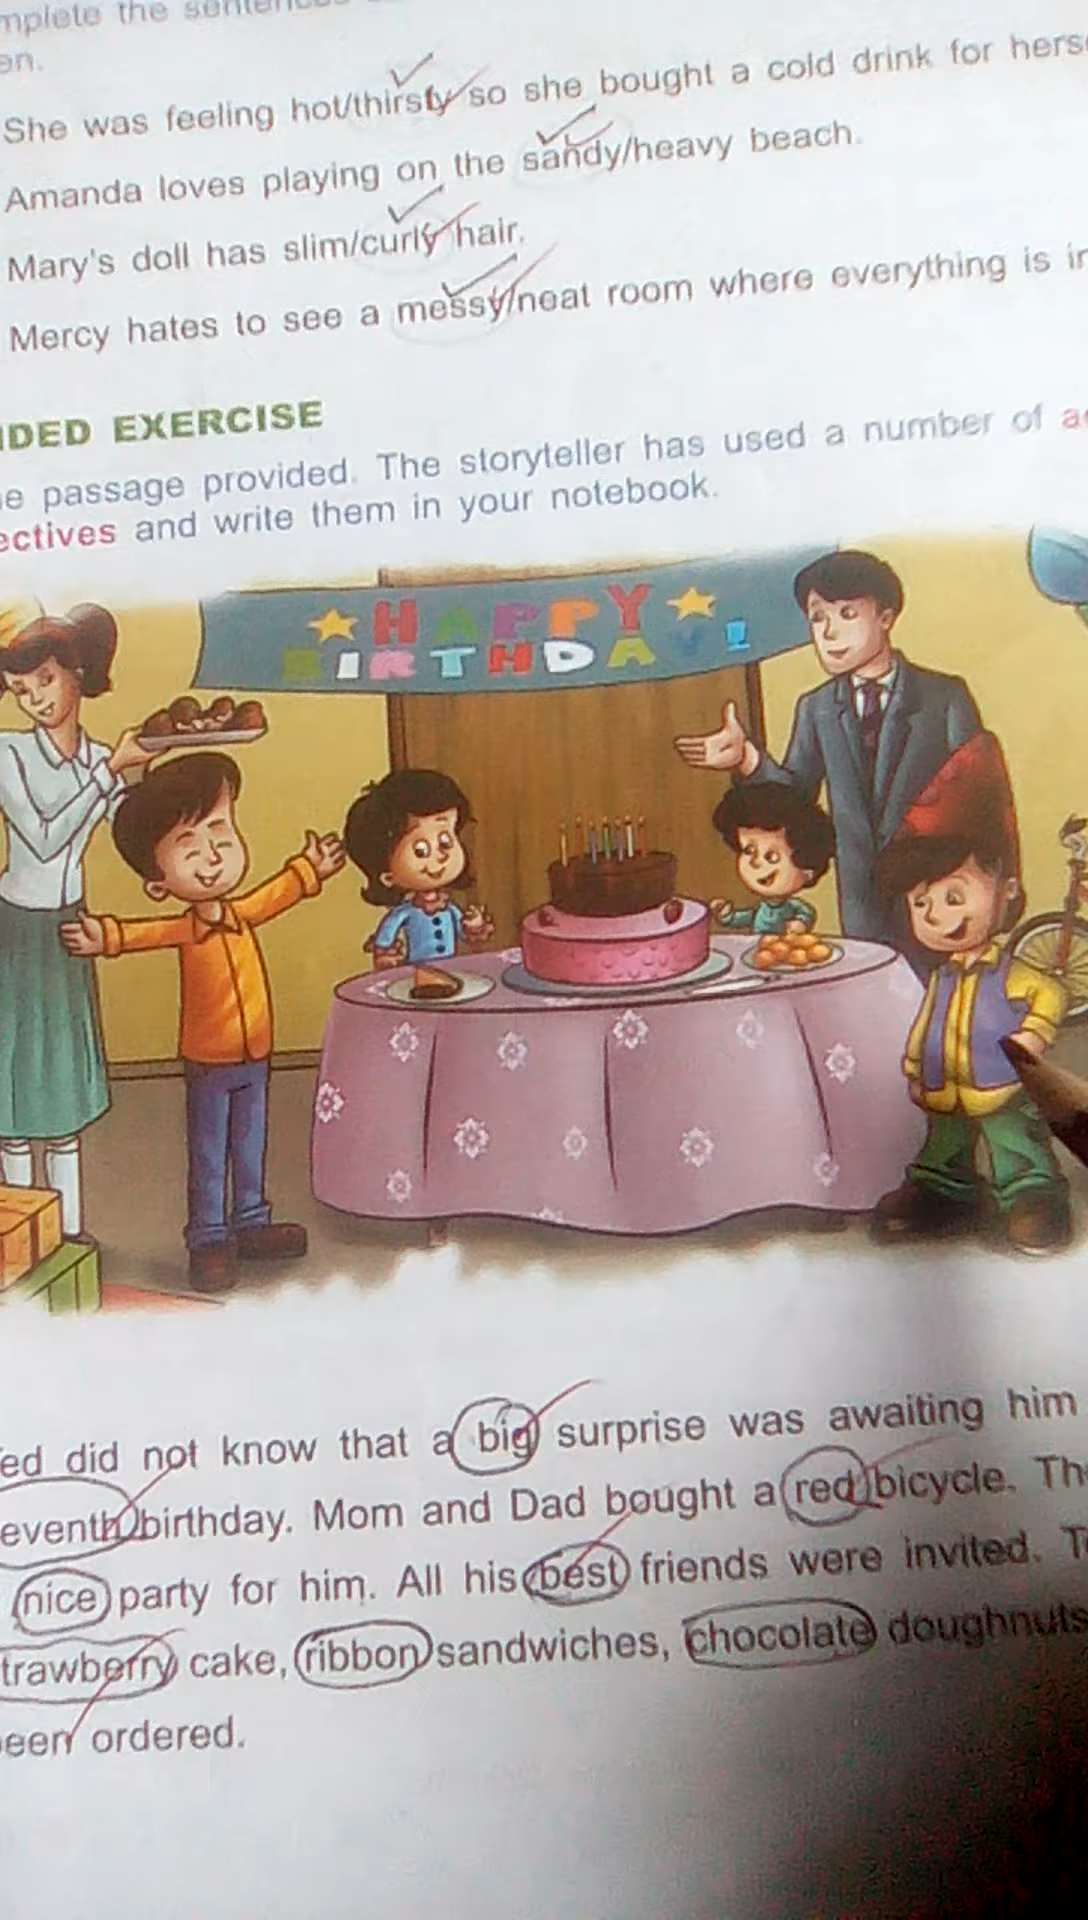 mplete the sentences
en.
She was feeling hot/thirsty so she bought a cold drink for herse
Amanda loves playing on the sandy/heavy beach.
Mary's doll has slim/curly hair.
Mercy hates to see a messy/neat room where everything is in
DED EXERCISE
e passage provided. The storyteller has used a number of a
ectives and write them in your notebook.
HAPPY
BIRTHDAY!
ed did not know that a big surprise was awaiting him
eventh birthday. Mom and Dad bought a red bicycle. Th
nice party for him. All his best friends were invited. T
trawberry cake, ribbon sandwiches, chocolate doughnuts
een ordered.